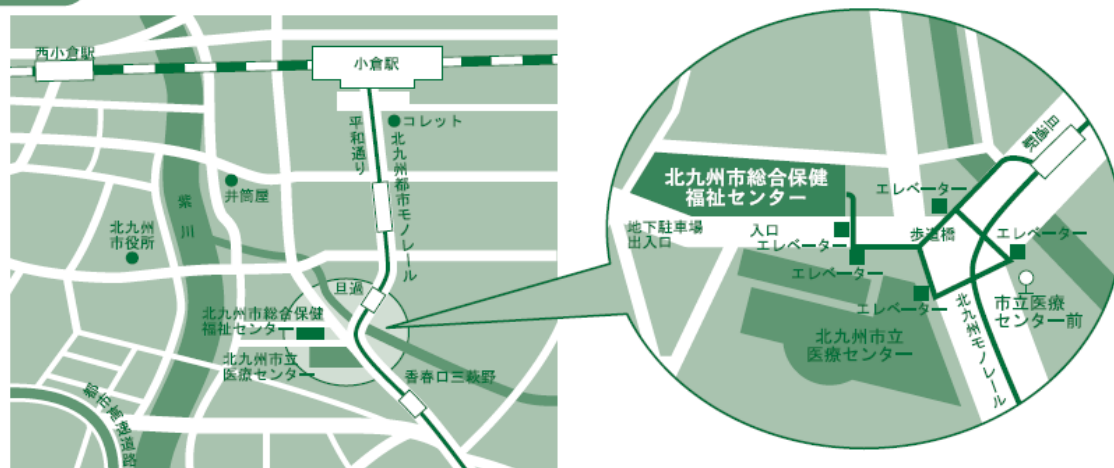 西小倉駅
小倉駅
コレット
平和通り
北九州都市モノレール
井筒屋
紫川
北九州
市役所
旦過
北九州市総合保健
福祉センター
北九州市立
医療センター
香春口三萩野
都市高速道路
旦過駅
北九州市総合保健
福祉センター
エレベーター
地下駐車場
出入口
入口
エレベーター
歩道橋
エレベーター
エレベーター
エレベーター
市立医療
センター前
北九州市立
医療センター
北九州モノレール